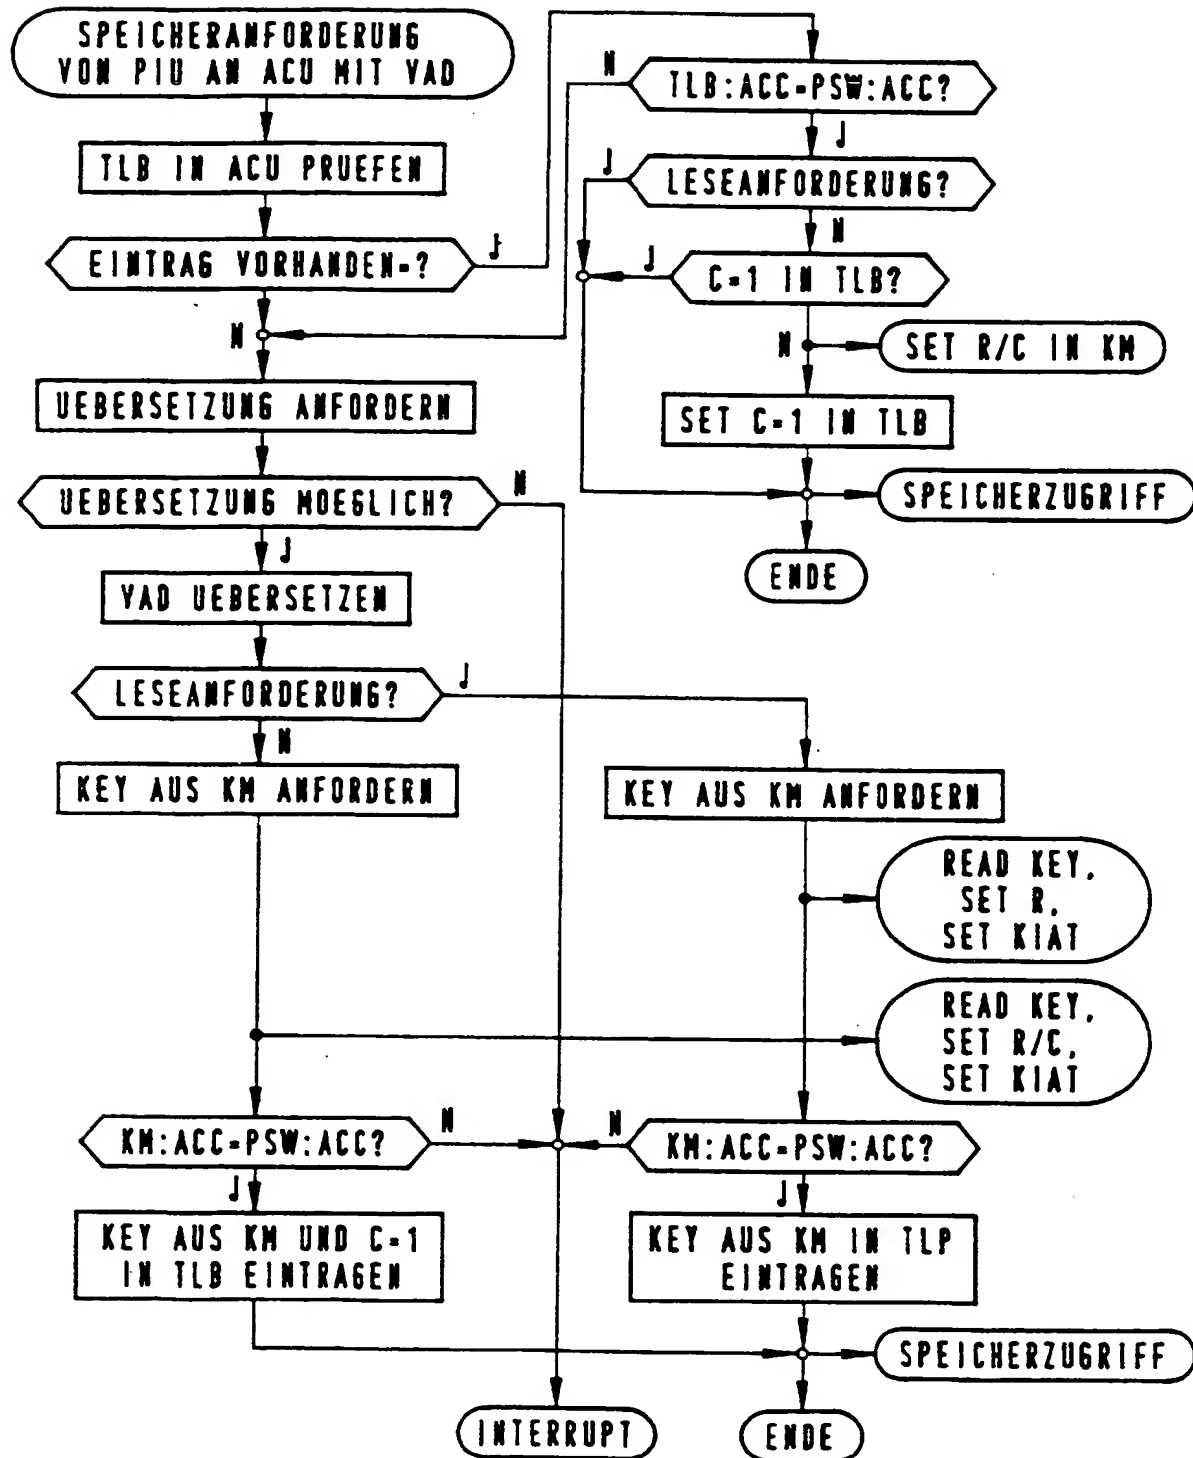 SPEICHERANFORDERUNG
VON PIU AN ACU MIT VAD
TLB IN ACU PRUEFEN
EINTRAG VORHANDEN=?
J
N
UEBERSETZUNG ANFORDERN
UEBERSETZUNG MOEGLICH?
N
J
VAD UEBERSETZEN
LESEANFORDERUNG?
J
N
KEY AUS KM ANFORDERN
KM:ACC=PSW:ACC?
N
J
KEY AUS KM UND C=1
IN TLB EINTRAGEN
INTERRUPT
N
TLB:ACC=PSW:ACC?
J
J
LESEANFORDERUNG?
N
J
C=1 IN TLB?
N
SET R/C IN KM
SET C=1 IN TLB
SPEICHERZUGRIFF
ENDE
KEY AUS KM ANFORDERN
READ KEY,
SET R,
SET KIAT
READ KEY,
SET R/C,
SET KIAT
N
KM:ACC=PSW:ACC?
J
KEY AUS KM IN TLP
EINTRAGEN
SPEICHERZUGRIFF
ENDE